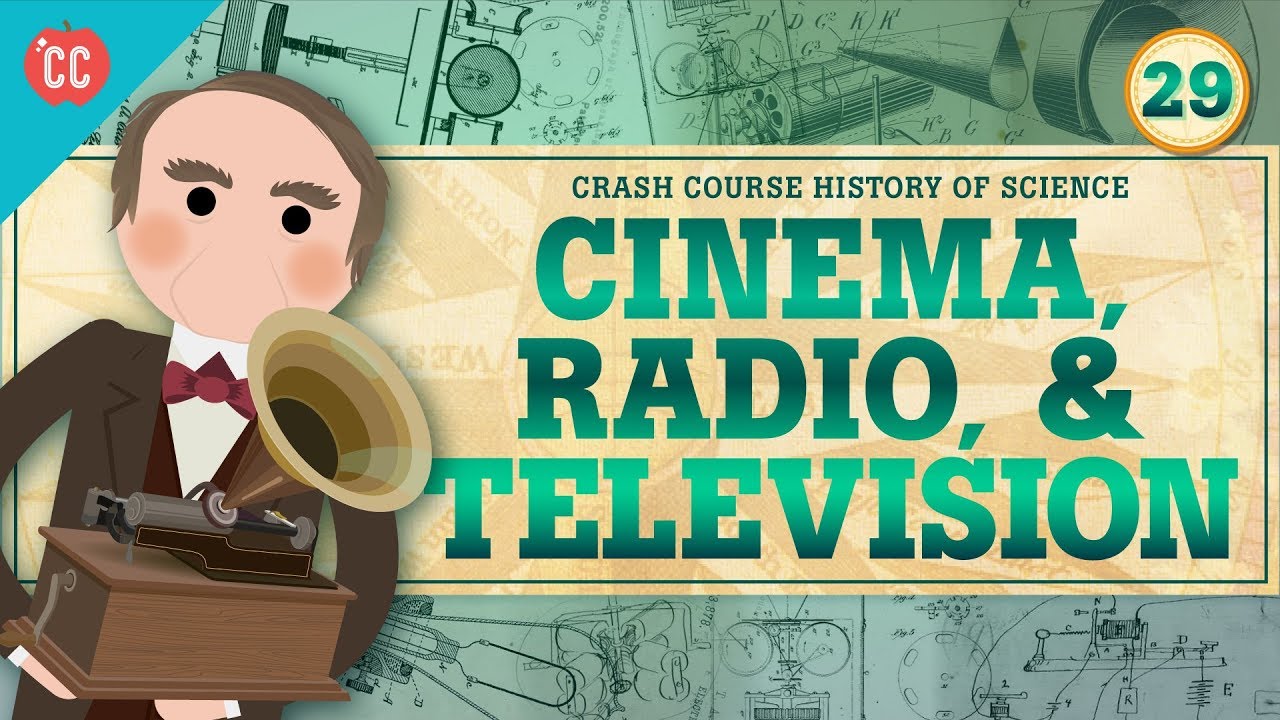 CC
29
CRASH COURSE HISTORY OF SCIENCE
CINEMA,
RADIO, &
TELEVISION